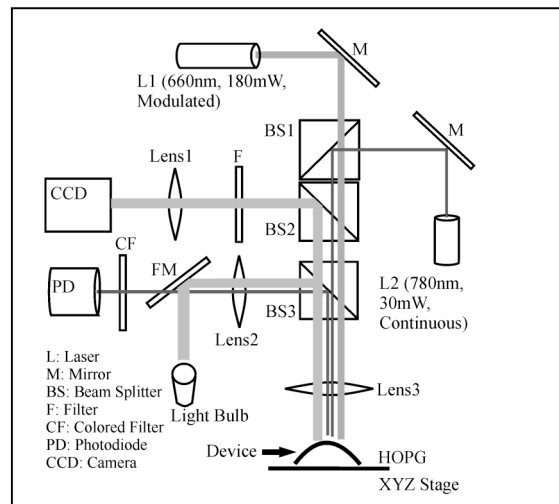 M
L1 (660nm, 180mW,
Modulated)
BS1
M
Lens1
F
CCD
BS2
CF
FM
L2 (780nm,
30mW,
Continuous)
PD
BS3
Lens2
L: Laser
M: Mirror
BS: Beam Splitter
F: Filter
CF: Colored Filter
PD: Photodiode
CCD: Camera
Light Bulb
Lens3
Device
HOPG
XYZ Stage